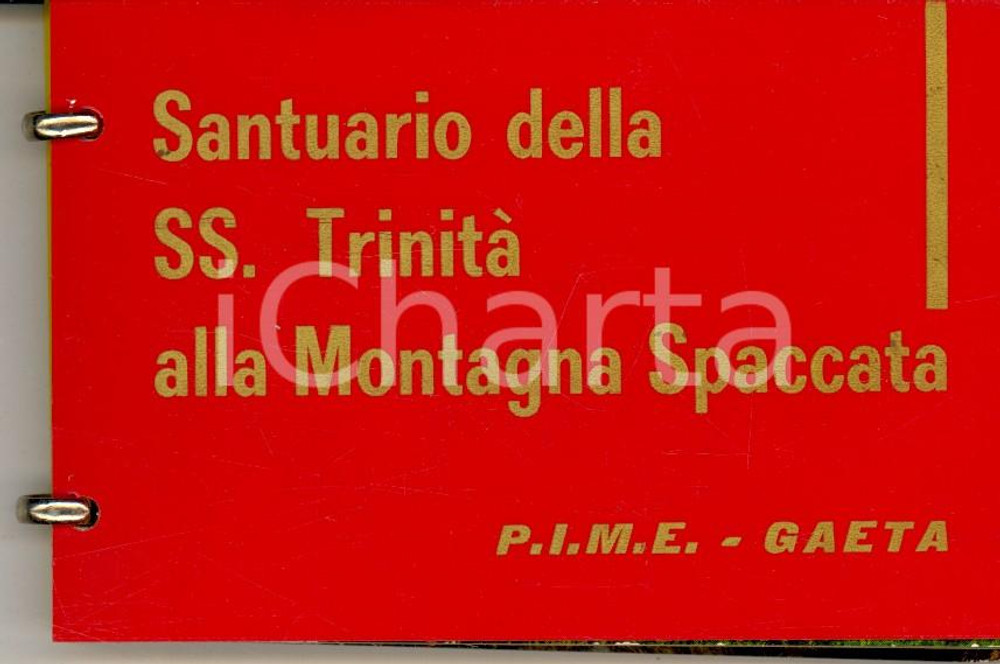 Santuario della
SS. Trinità
alla Montagna Spaccata
iCharta
P.I.M.E. - GAETA